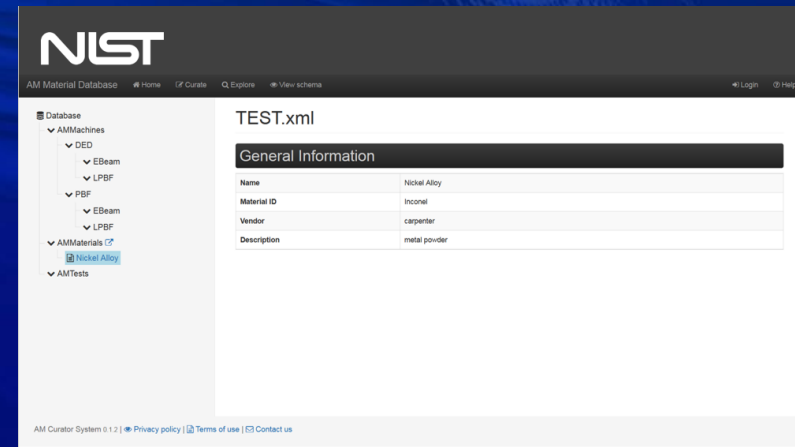 NIST
AM Material Database Home Curate Explore View schema Login Help
Database
AMMachines
DED
EBeam
LPBF
PBF
EBeam
LPBF
AMMaterials
Nickel Alloy
AMTests
TEST.xml
General Information
Name Nickel Alloy
Material ID Inconel
Vendor carpenter
Description metal powder
AM Curator System 0.1.2 | Privacy policy | Terms of use | Contact us